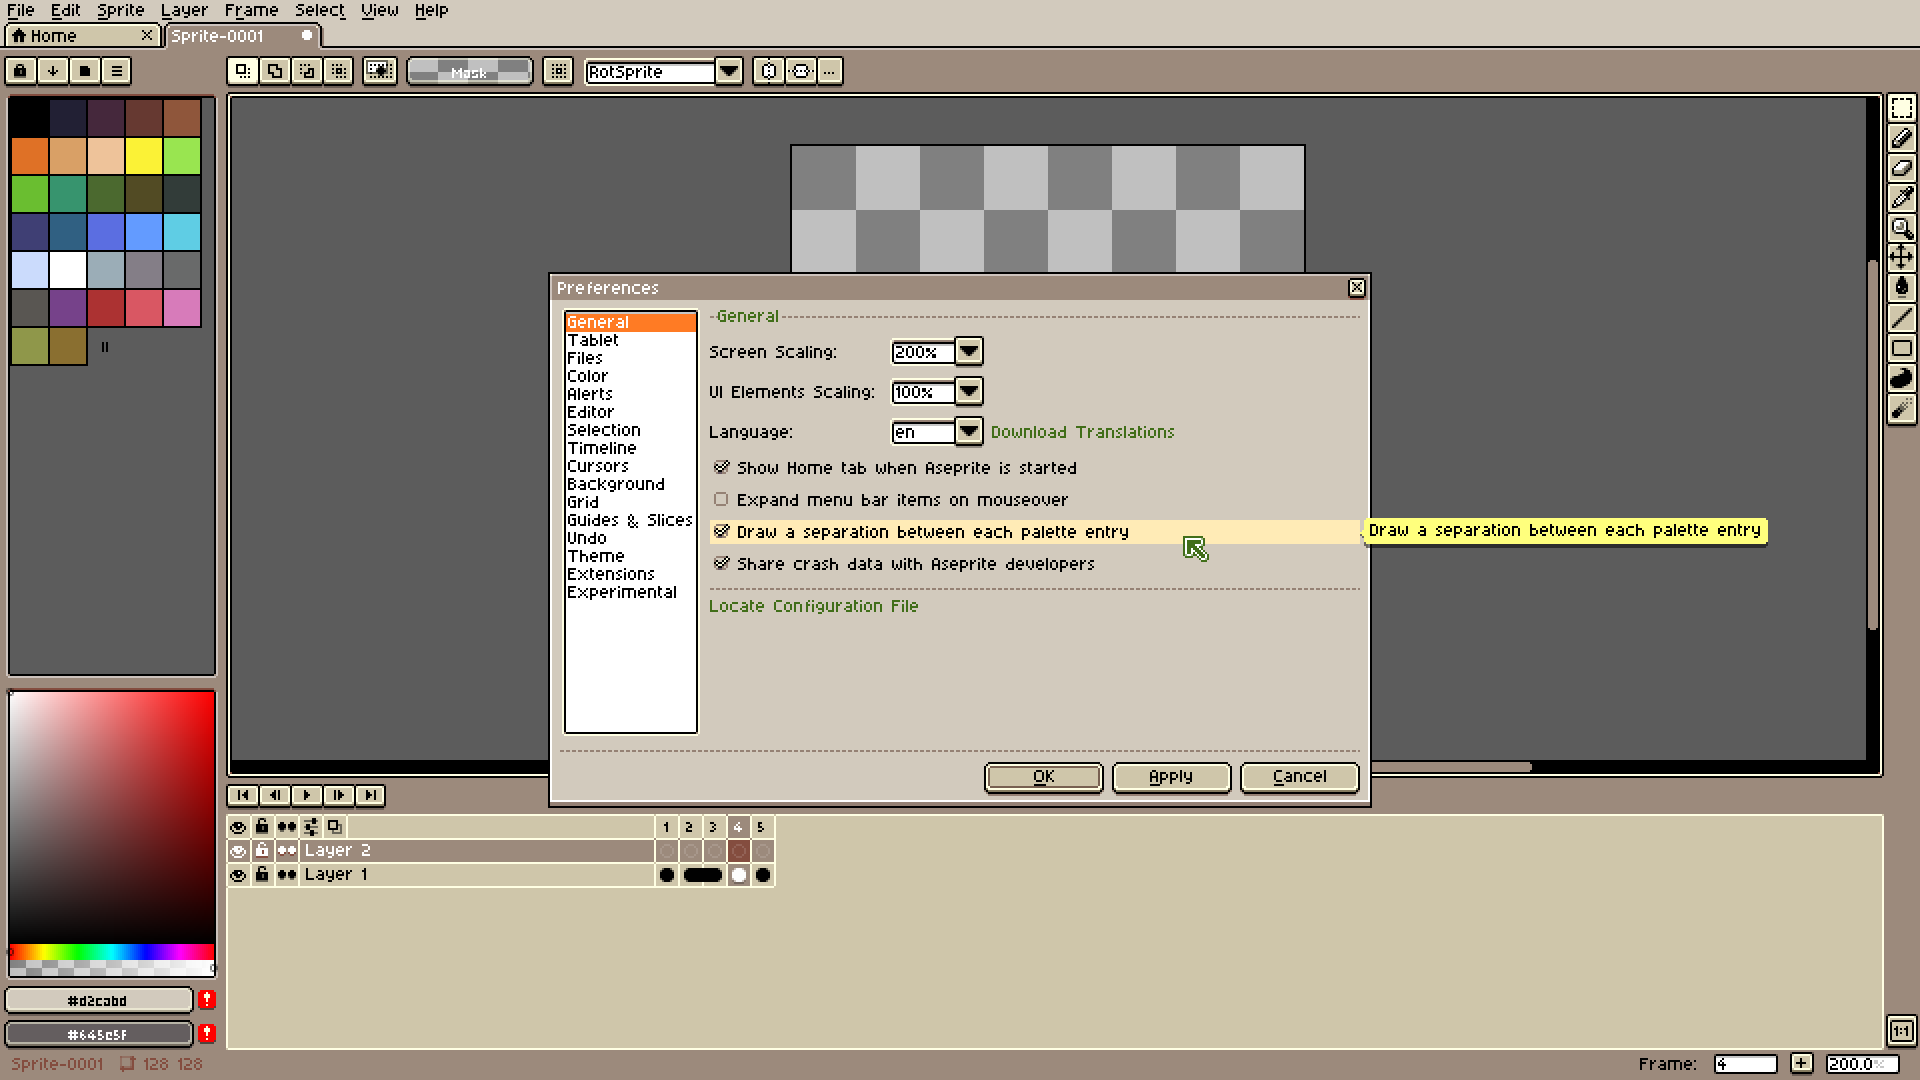 File Edit Sprite Layer Frame Select View Help
Home
Sprite-0001
Mask
RotSprite
Preferences
General
Tablet
Files
Color
Alerts
Editor
Selection
Timeline
Cursors
Background
Grid
Guides & Slices
Undo
Theme
Extensions
Experimental
General
Screen Scaling: 200%
UI Elements Scaling: 100%
Language: en Download Translations
Show Home tab when Aseprite is started
Expand menu bar items on mouseover
Draw a separation between each palette entry
Draw a separation between each palette entry
Share crash data with Aseprite developers
Locate Configuration File
OK Apply Cancel
1 2 3 4 5
Layer 2
Layer 1
#d2cabd
#645e5f
1:1
Sprite-0001 128 128
Frame: 4 + 200.0%